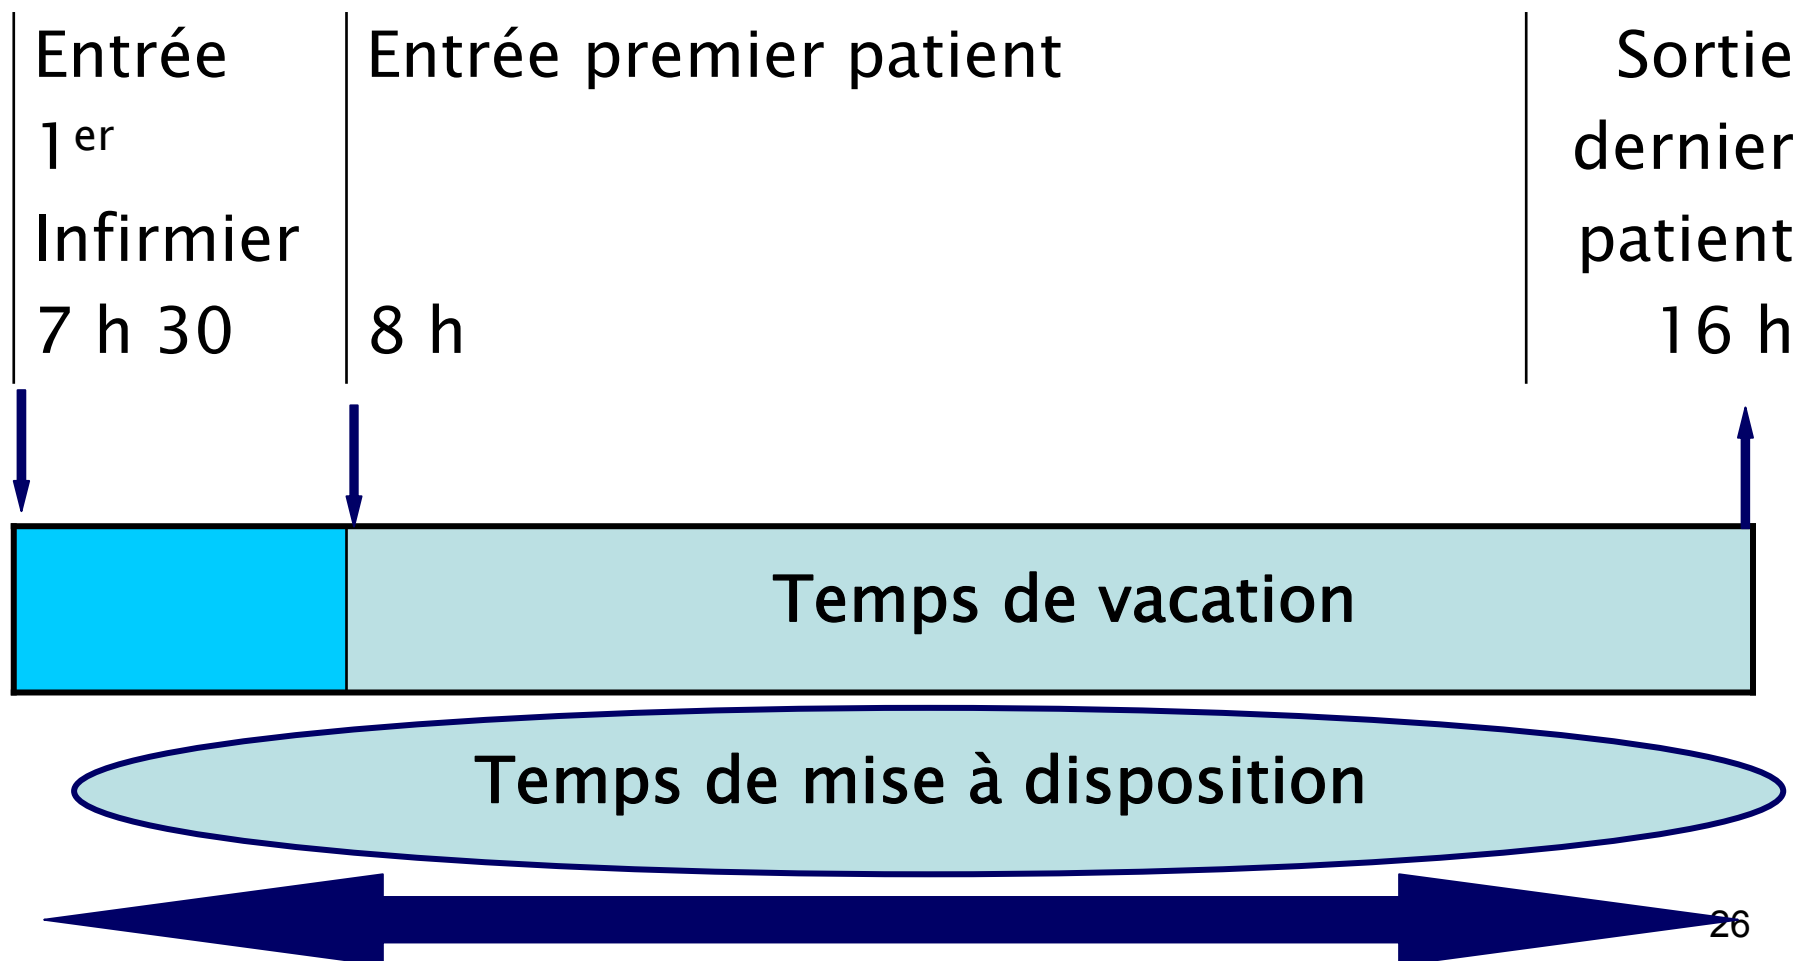 Entrée
1er
Infirmier
7 h 30
Entrée premier patient
8 h
Sortie
dernier
patient
16 h
Temps de vacation
Temps de mise à disposition
26